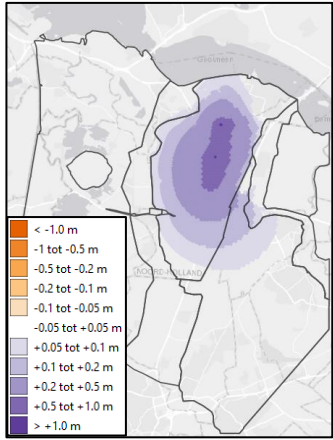 NOORD-HOLLAND
< -1.0 m
-1 tot -0.5 m
-0.5 tot -0.2 m
-0.2 tot -0.1 m
-0.1 tot -0.05 m
-0.05 tot +0.05 m
+0.05 tot +0.1 m
+0.1 tot +0.2 m
+0.2 tot +0.5 m
+0.5 tot +1.0 m
> +1.0 m